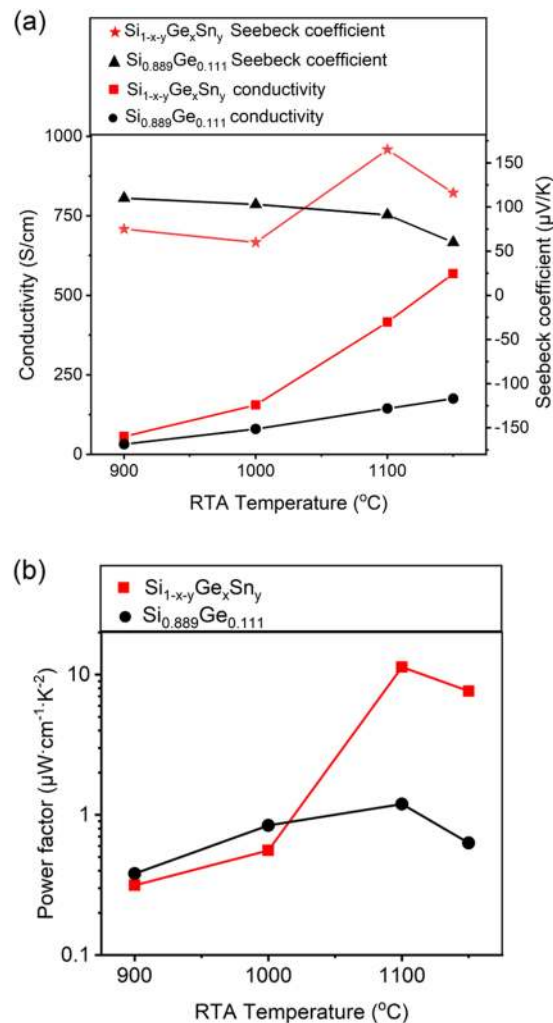 (a)
Si1-x-yGexSny Seebeck coefficient
Si0.889Ge0.111 Seebeck coefficient
Si1-x-yGexSny conductivity
Si0.889Ge0.111 conductivity
1000
750
500
250
0
Conductivity (S/cm)
150
100
50
0
-50
-100
-150
Seebeck coefficient (µV/K)
900
1000
1100
RTA Temperature (oC)
(b)
Si1-x-yGexSny
Si0.889Ge0.111
10
1
0.1
Power factor (µW·cm-1·K-2)
900
1000
1100
RTA Temperature (oC)